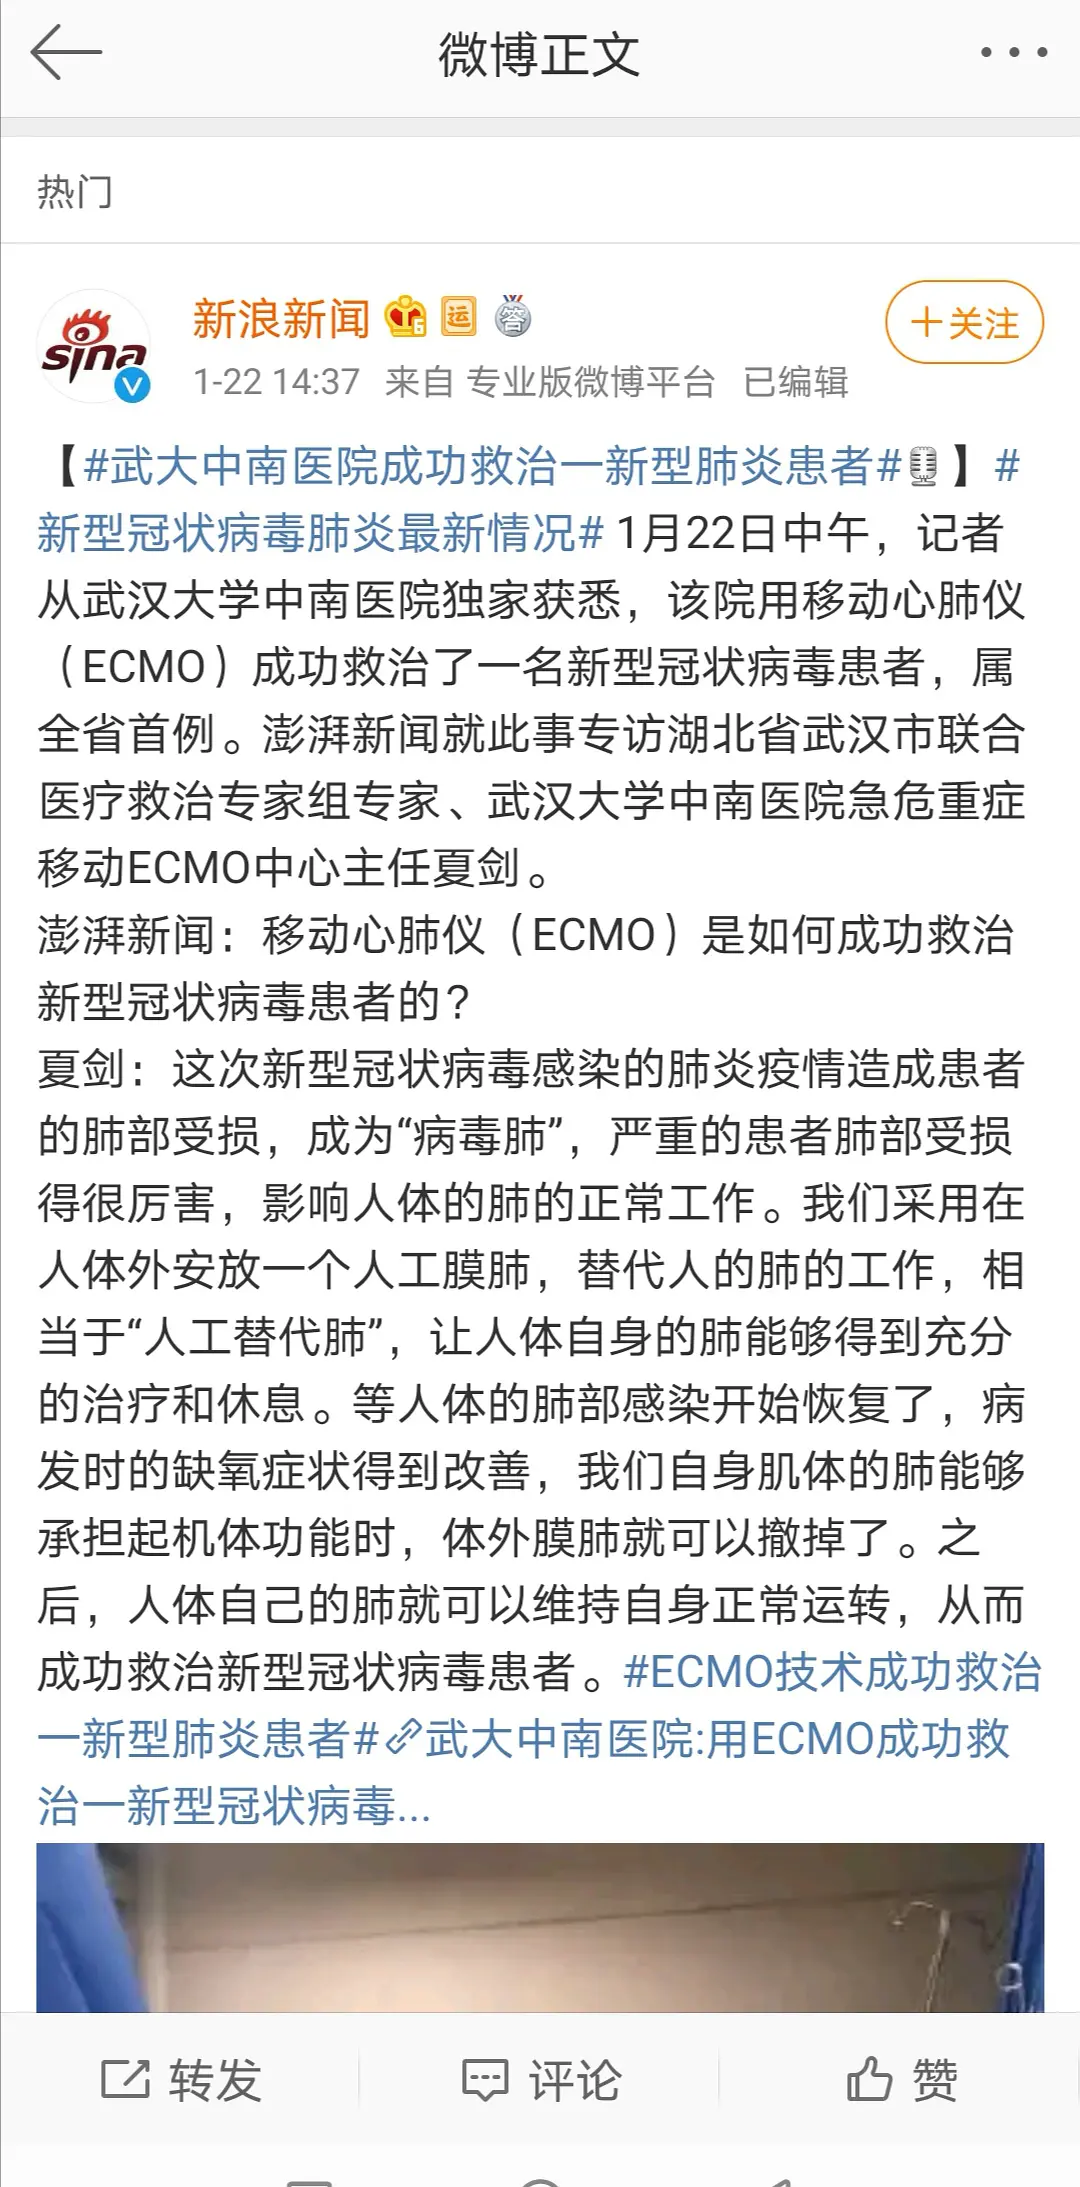 微博正文
热门
sina
新浪新闻 6 运 答
+关注
1-22 14:37 来自 专业版微博平台 已编辑
【#武大中南医院成功救治一新型肺炎患者#🎙】#
新型冠状病毒肺炎最新情况# 1月22日中午，记者
从武汉大学中南医院独家获悉，该院用移动心肺仪
（ECMO）成功救治了一名新型冠状病毒患者，属
全省首例。澎湃新闻就此事专访湖北省武汉市联合
医疗救治专家组专家、武汉大学中南医院急危重症
移动ECMO中心主任夏剑。
澎湃新闻：移动心肺仪（ECMO）是如何成功救治
新型冠状病毒患者的？
夏剑：这次新型冠状病毒感染的肺炎疫情造成患者
的肺部受损，成为“病毒肺”，严重的患者肺部受损
得很厉害，影响人体的肺的正常工作。我们采用在
人体外安放一个人工膜肺，替代人的肺的工作，相
当于“人工替代肺”，让人体自身的肺能够得到充分
的治疗和休息。等人体的肺部感染开始恢复了，病
发时的缺氧症状得到改善，我们自身肌体的肺能够
承担起机体功能时，体外膜肺就可以撤掉了。之
后，人体自己的肺就可以维持自身正常运转，从而
成功救治新型冠状病毒患者。#ECMO技术成功救治
一新型肺炎患者#武大中南医院:用ECMO成功救
治一新型冠状病毒...
转发 评论 赞